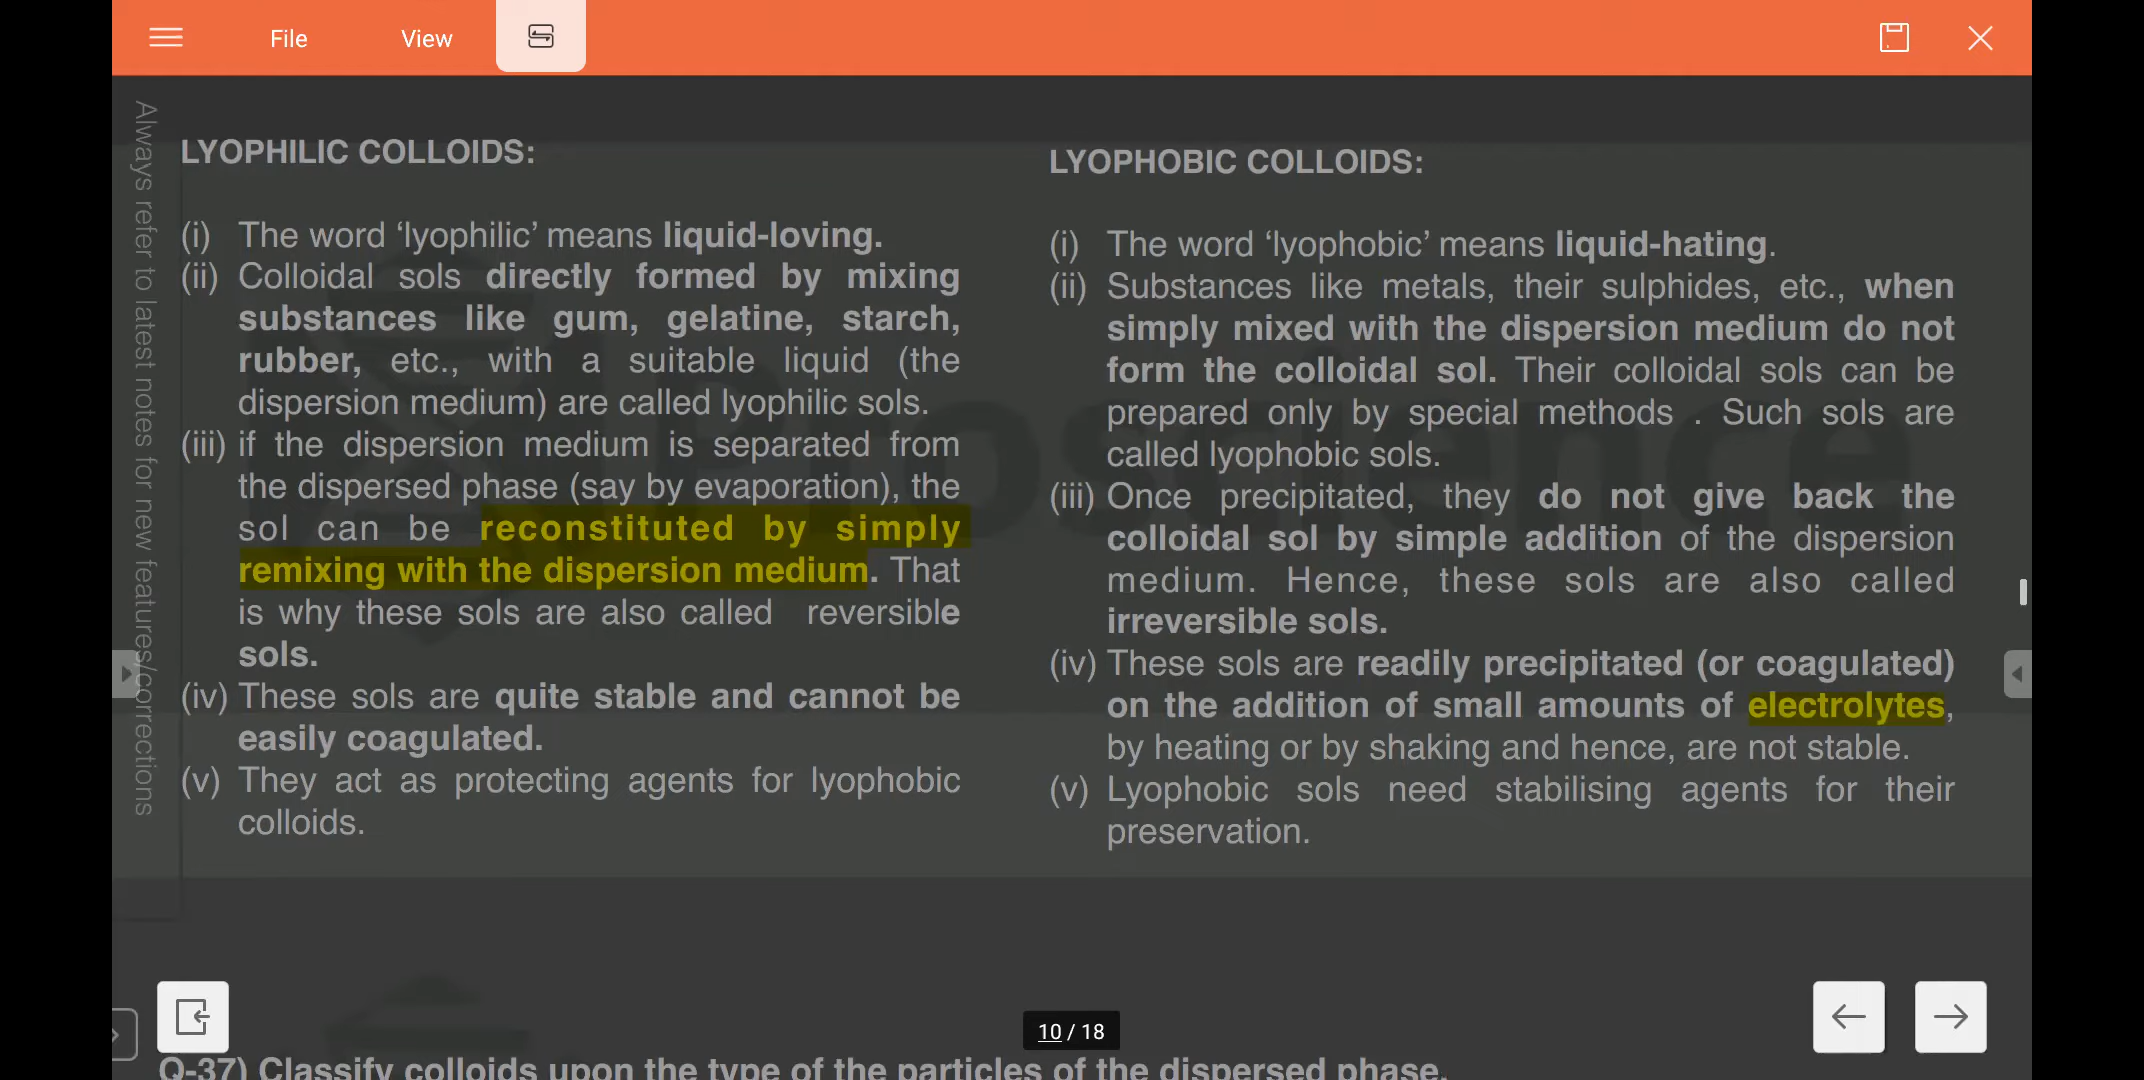 File
View
Always refer to latest notes for new features/corrections
LYOPHILIC COLLOIDS:
(i) The word ‘lyophilic’ means liquid-loving.
(ii) Colloidal sols directly formed by mixing
substances like gum, gelatine, starch,
rubber, etc., with a suitable liquid (the
dispersion medium) are called lyophilic sols.
(iii) if the dispersion medium is separated from
the dispersed phase (say by evaporation), the
sol can be reconstituted by simply
remixing with the dispersion medium. That
is why these sols are also called reversible
sols.
(iv) These sols are quite stable and cannot be
easily coagulated.
(v) They act as protecting agents for lyophobic
colloids.
LYOPHOBIC COLLOIDS:
(i) The word ‘lyophobic’ means liquid-hating.
(ii) Substances like metals, their sulphides, etc., when
simply mixed with the dispersion medium do not
form the colloidal sol. Their colloidal sols can be
prepared only by special methods . Such sols are
called lyophobic sols.
(iii) Once precipitated, they do not give back the
colloidal sol by simple addition of the dispersion
medium. Hence, these sols are also called
irreversible sols.
(iv) These sols are readily precipitated (or coagulated)
on the addition of small amounts of electrolytes,
by heating or by shaking and hence, are not stable.
(v) Lyophobic sols need stabilising agents for their
preservation.
Proscience
10 / 18
Q-37) Classify colloids upon the type of the particles of the dispersed phase.